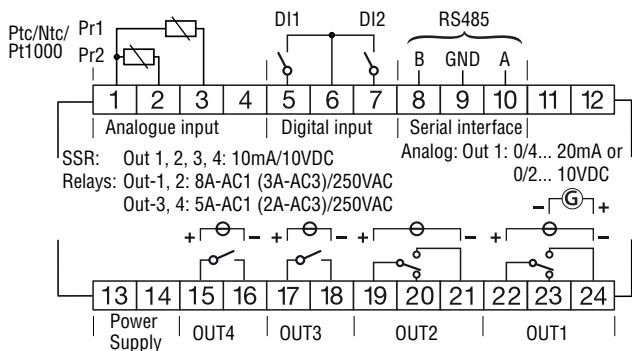 Ptc/Ntc/
Pt1000
Pr1
Pr2
DI1 DI2
RS485
B GND A
1 2 3 4 5 6 7 8 9 10 11 12
Analogue input Digital input Serial interface
SSR: Out 1, 2, 3, 4: 10mA/10VDC
Relays: Out-1, 2: 8A-AC1 (3A-AC3)/250VAC
Out-3, 4: 5A-AC1 (2A-AC3)/250VAC
Analog: Out 1: 0/4... 20mA or
0/2... 10VDC
– G +
+ – + – + – + –
13 14 15 16 17 18 19 20 21 22 23 24
Power
Supply
OUT4 OUT3 OUT2 OUT1